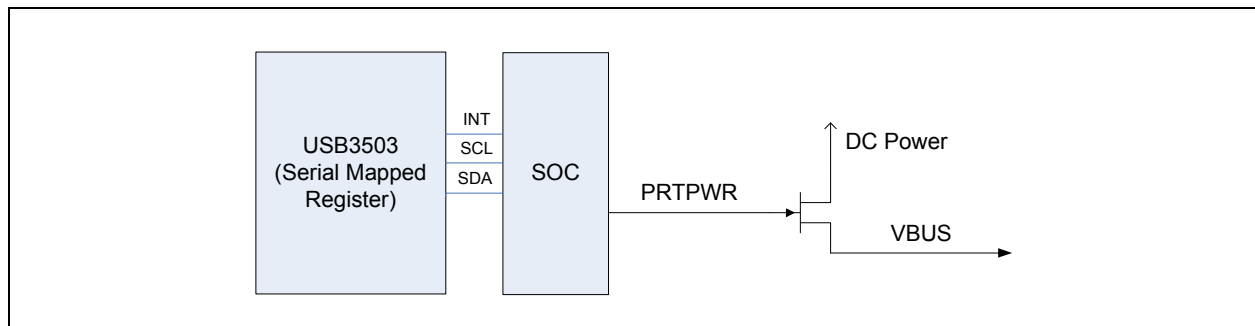 USB3503
(Serial Mapped
Register)
INT
SCL
SDA
SOC
PRTPWR
DC Power
VBUS